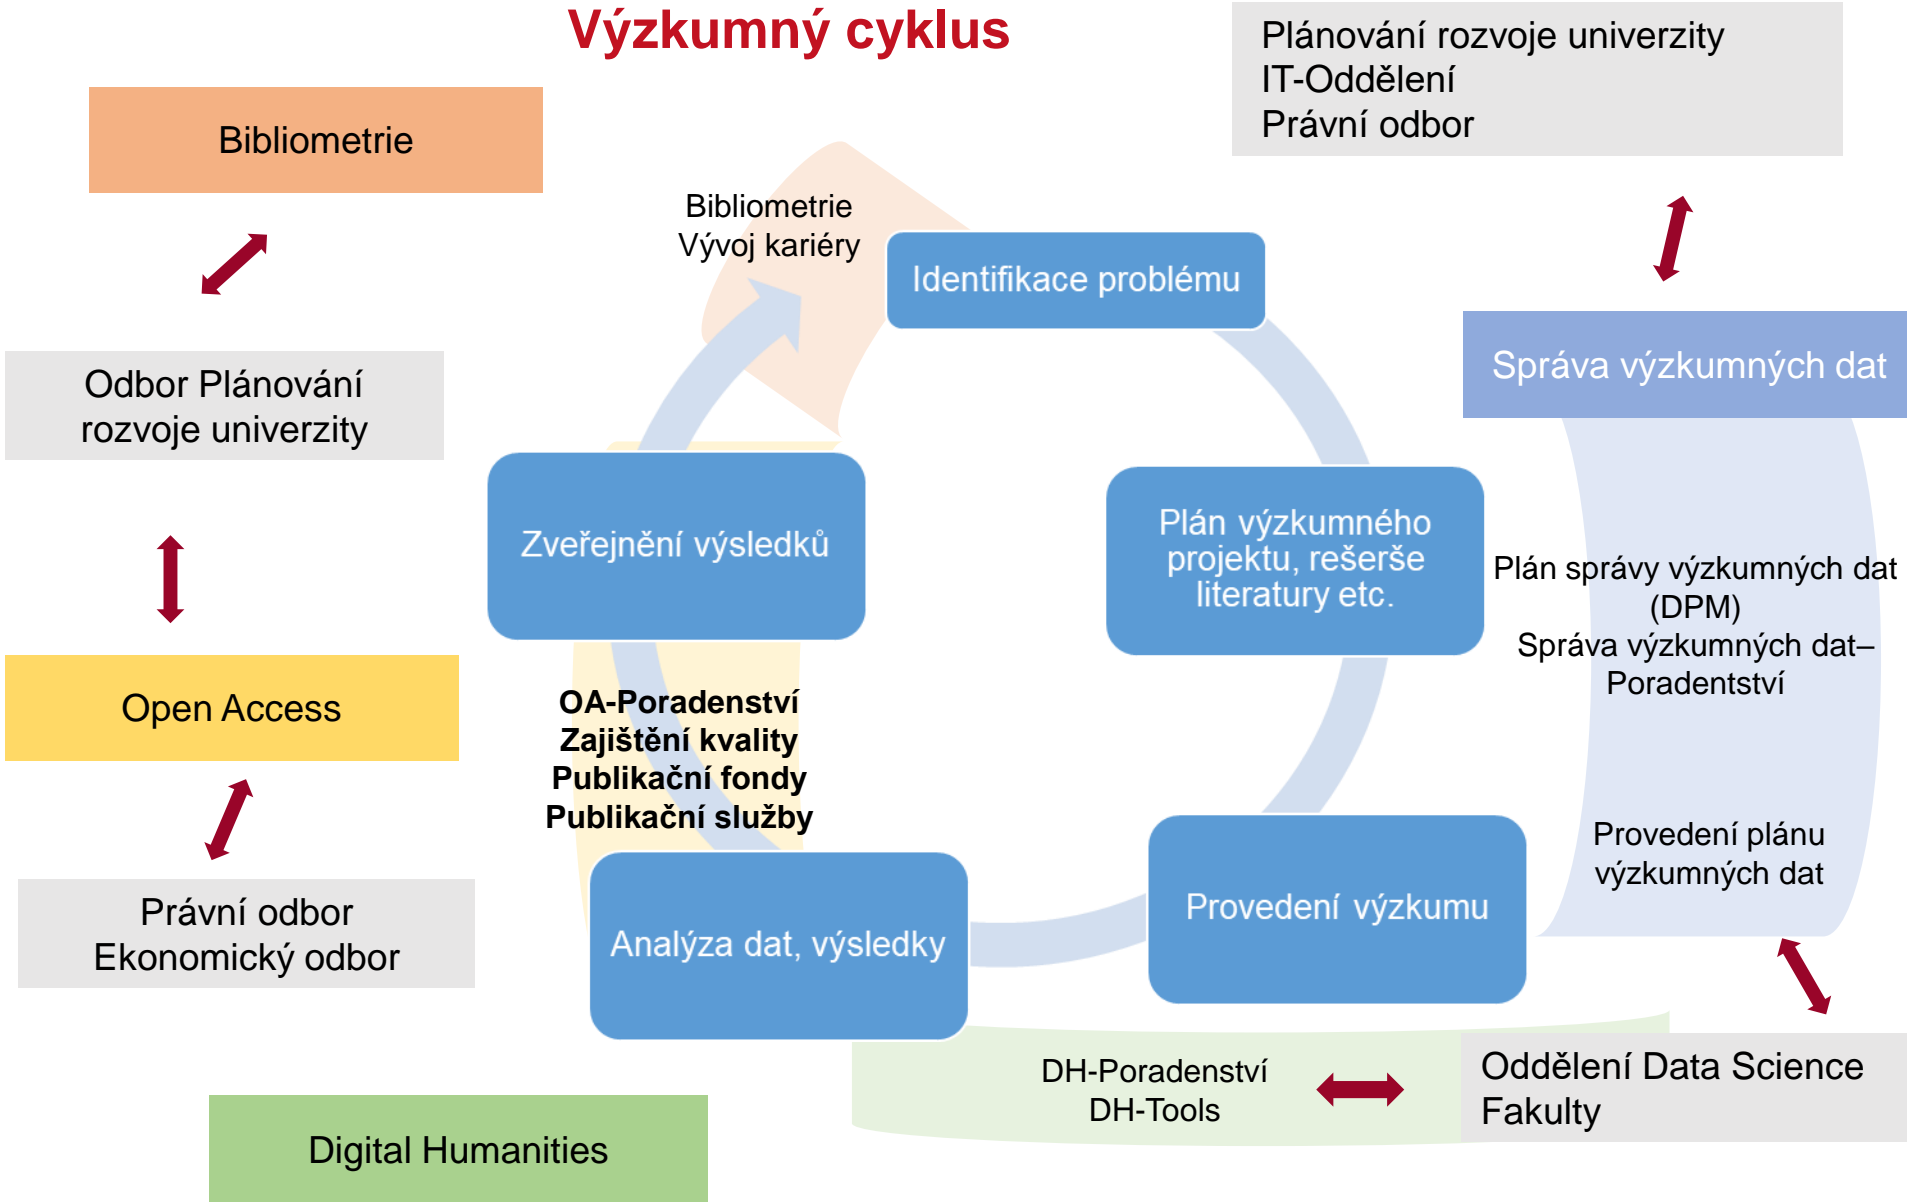 Výzkumný cyklus
Plánování rozvoje univerzity
IT-Oddělení
Právní odbor
Bibliometrie
Bibliometrie
Vývoj kariéry
Identifikace problému
Správa výzkumných dat
Odbor Plánování
rozvoje univerzity
Zveřejnění výsledků
Plán výzkumného
projektu, rešerše
literatury etc.
Plán správy výzkumných dat
(DPM)
Správa výzkumných dat–
Poradentství
Open Access
OA-Poradenství
Zajištění kvality
Publikační fondy
Publikační služby
Provedení plánu
výzkumných dat
Právní odbor
Ekonomický odbor
Analýza dat, výsledky
Provedení výzkumu
DH-Poradenství
DH-Tools
Oddělení Data Science
Fakulty
Digital Humanities